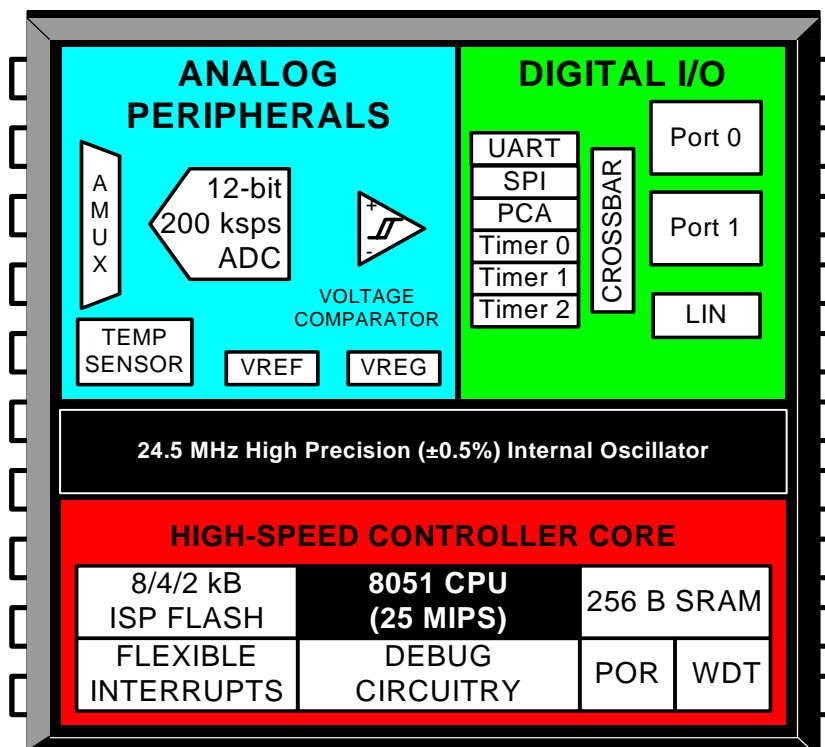 ANALOG
PERIPHERALS
A
M
U
X
12-bit
200 ksps
ADC
+
-
VOLTAGE
COMPARATOR
TEMP
SENSOR
VREF
VREG
DIGITAL I/O
UART
SPI
PCA
Timer 0
Timer 1
Timer 2
CROSSBAR
Port 0
Port 1
LIN
24.5 MHz High Precision (±0.5%) Internal Oscillator
HIGH-SPEED CONTROLLER CORE
8/4/2 kB
ISP FLASH
8051 CPU
(25 MIPS)
256 B SRAM
FLEXIBLE
INTERRUPTS
DEBUG
CIRCUITRY
POR
WDT